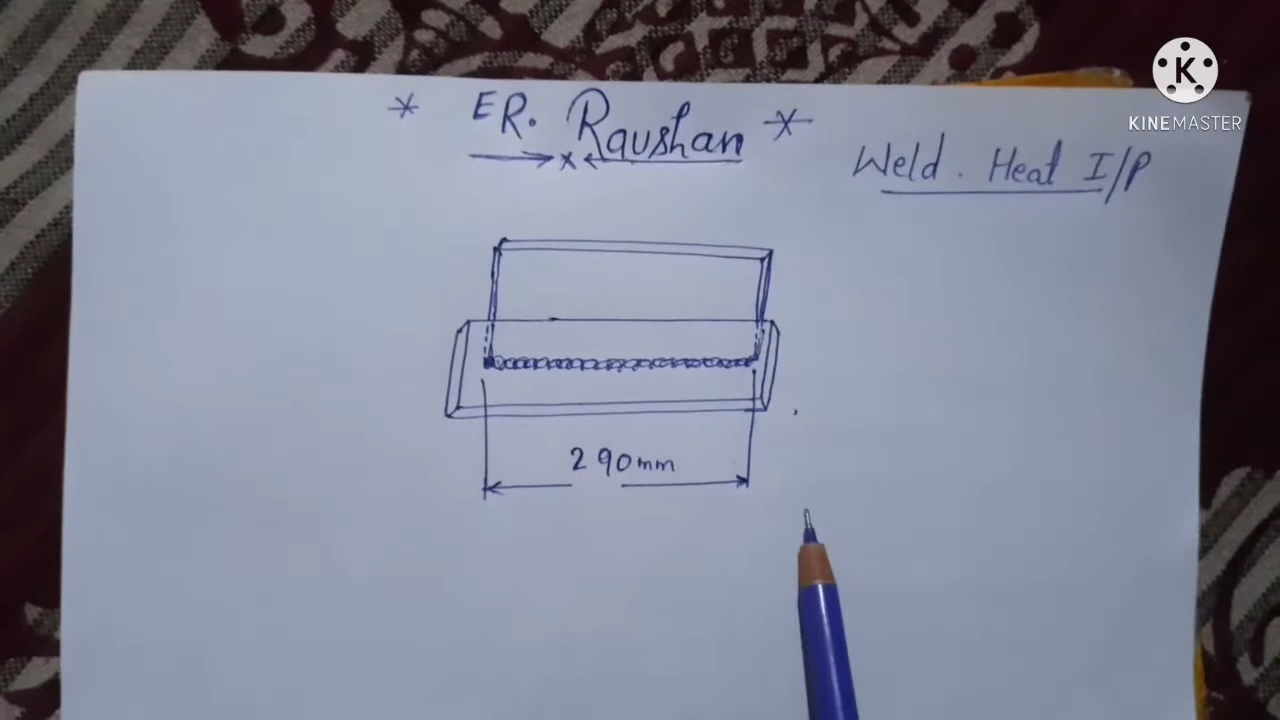 * ER. Raushan *
Weld. Heat I/P
290mm
K
KINEMASTER